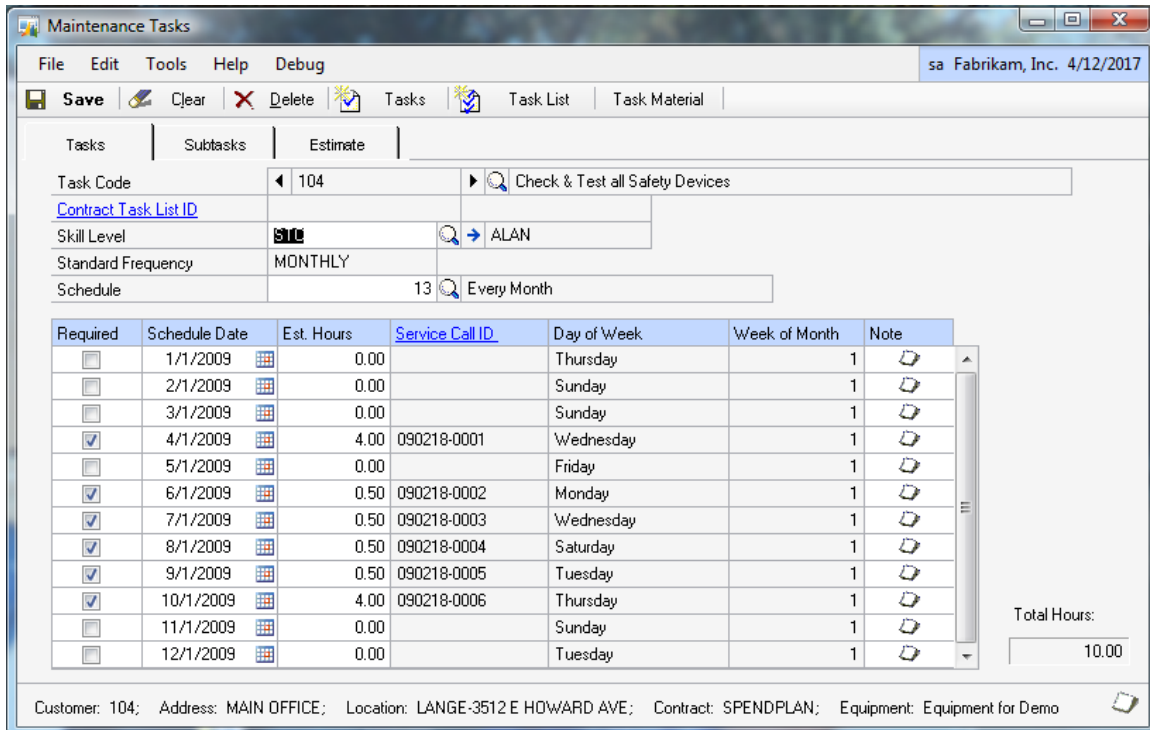 Maintenance Tasks
File Edit Tools Help Debug sa Fabrikam, Inc. 4/12/2017
Save Clear Delete Tasks Task List Task Material
Tasks Subtasks Estimate
Task Code 104 Check & Test all Safety Devices
Contract Task List ID
Skill Level STD ALAN
Standard Frequency MONTHLY
Schedule 13 Every Month
Required Schedule Date Est. Hours Service Call ID Day of Week Week of Month Note
1/1/2009 0.00 Thursday 1
2/1/2009 0.00 Sunday 1
3/1/2009 0.00 Sunday 1
4/1/2009 4.00 090218-0001 Wednesday 1
5/1/2009 0.00 Friday 1
6/1/2009 0.50 090218-0002 Monday 1
7/1/2009 0.50 090218-0003 Wednesday 1
8/1/2009 0.50 090218-0004 Saturday 1
9/1/2009 0.50 090218-0005 Tuesday 1
10/1/2009 4.00 090218-0006 Thursday 1
11/1/2009 0.00 Sunday 1
12/1/2009 0.00 Tuesday 1
Total Hours:
10.00
Customer: 104; Address: MAIN OFFICE; Location: LANGE-3512 E HOWARD AVE; Contract: SPENDPLAN; Equipment: Equipment for Demo